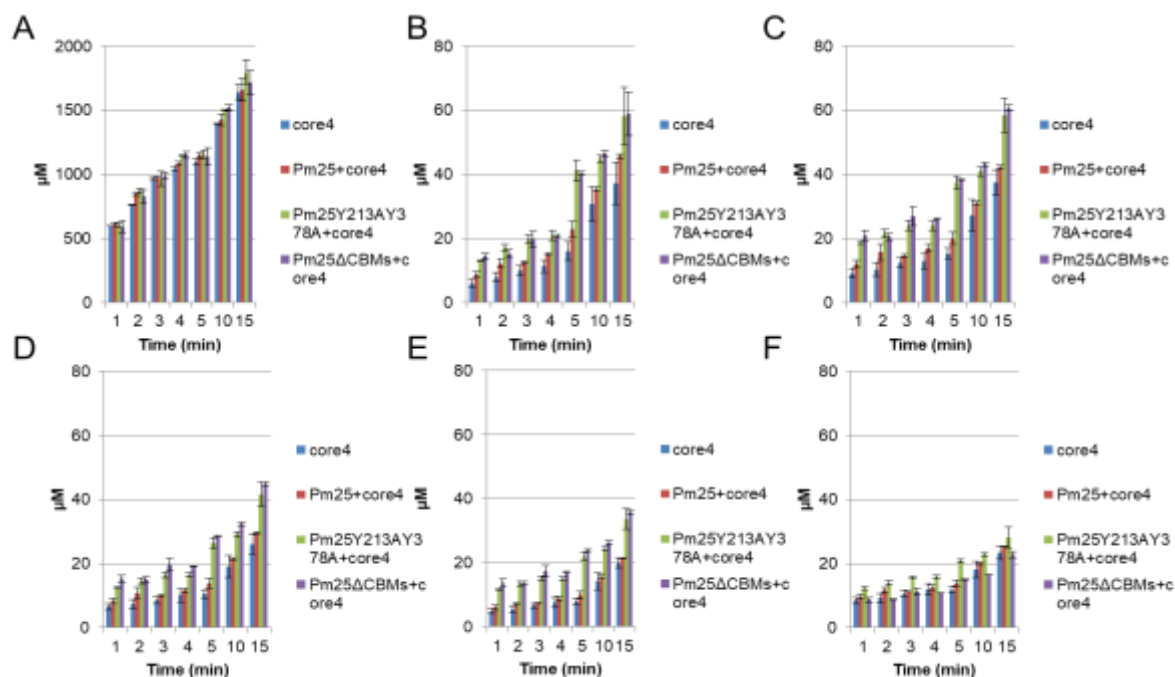 A
2000
1500
1000
500
0
µM
1 2 3 4 5 10 15
Time (min)
core4
Pm25+core4
Pm25Y213AY3
78A+core4
Pm25ΔCBMs+c
ore4
B
80
60
40
20
0
µM
1 2 3 4 5 10 15
Time (min)
core4
Pm25+core4
Pm25Y213AY3
78A+core4
Pm25ΔCBMs+c
ore4
C
80
60
40
20
0
µM
1 2 3 4 5 10 15
Time (min)
core4
Pm25+core4
Pm25Y213AY3
78A+core4
Pm25ΔCBMs+c
ore4
D
80
60
40
20
0
µM
1 2 3 4 5 10 15
Time (min)
core4
Pm25+core4
Pm25Y213AY3
78A+core4
Pm25ΔCBMs+c
ore4
E
80
60
40
20
0
µM
1 2 3 4 5 10 15
Time (min)
core4
Pm25+core4
Pm25Y213AY3
78A+core4
Pm25ΔCBMs+c
ore4
F
80
60
40
20
0
µM
1 2 3 4 5 10 15
Time (min)
core4
Pm25+core4
Pm25Y213AY3
78A+core4
Pm25ΔCBMs+c
ore4